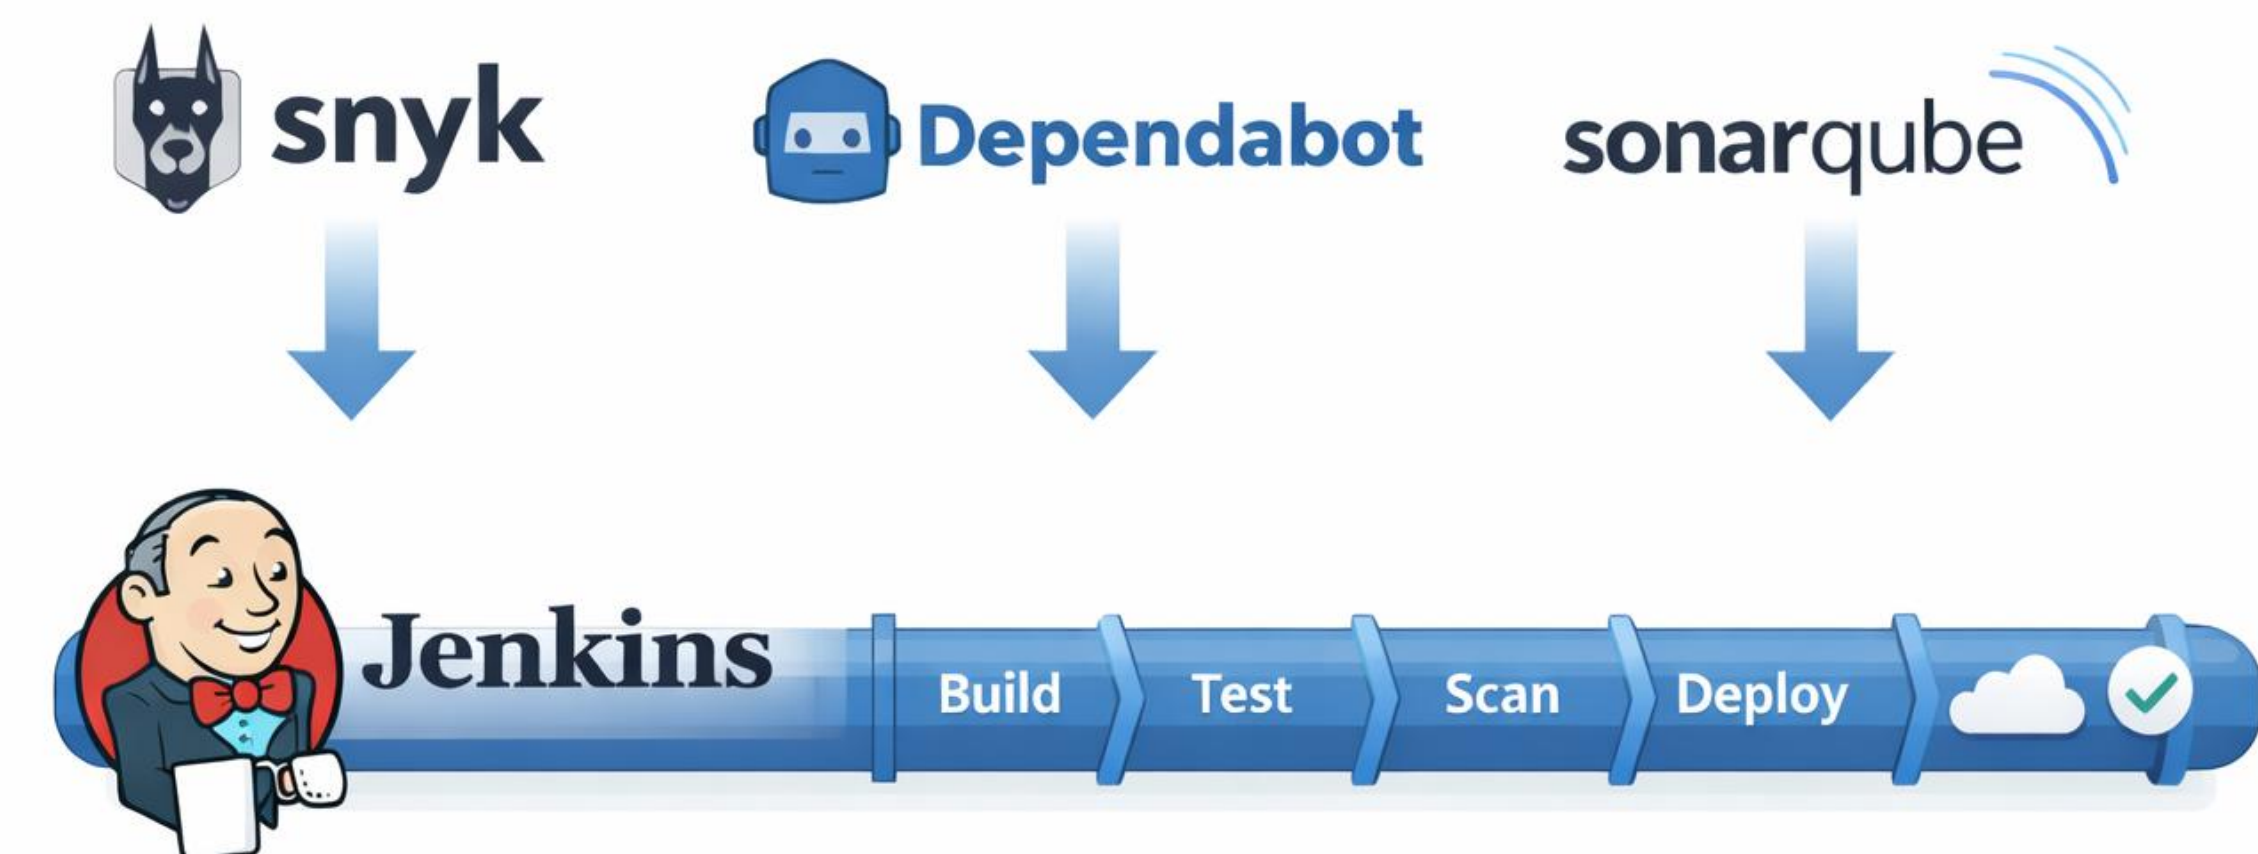 snyk
Dependabot
sonarqube
Jenkins
Build
Test
Scan
Deploy